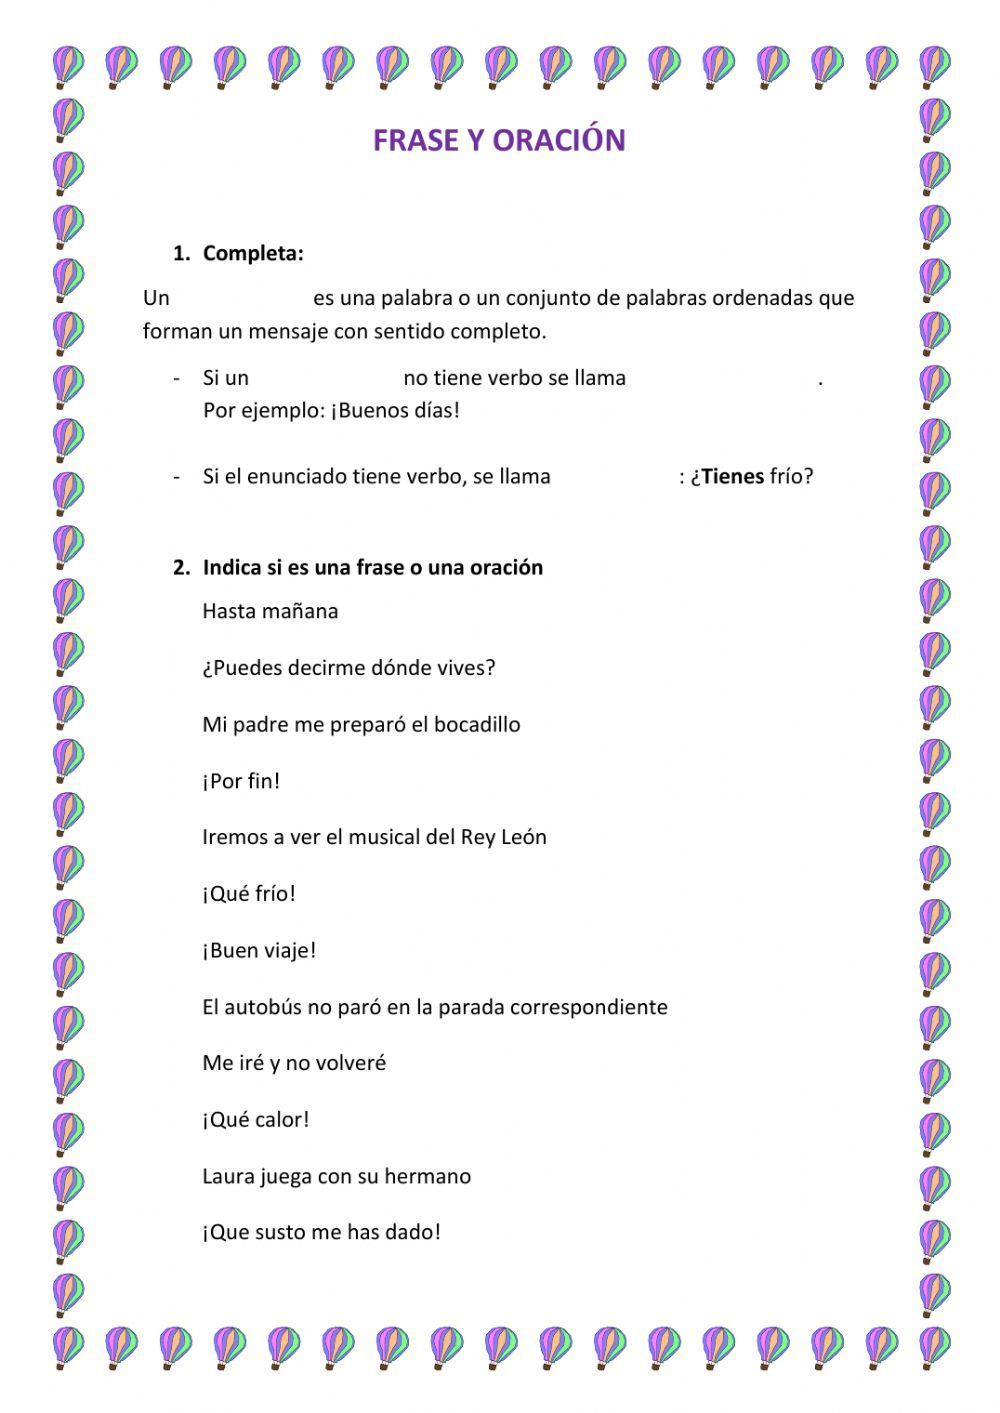 FRASE Y ORACIÓN
1. Completa:
Un es una palabra o un conjunto de palabras ordenadas que
forman un mensaje con sentido completo.
- Si un no tiene verbo se llama .
Por ejemplo: ¡Buenos días!
- Si el enunciado tiene verbo, se llama : ¿Tienes frío?
2. Indica si es una frase o una oración
Hasta mañana
¿Puedes decirme dónde vives?
Mi padre me preparó el bocadillo
¡Por fin!
Iremos a ver el musical del Rey León
¡Qué frío!
¡Buen viaje!
El autobús no paró en la parada correspondiente
Me iré y no volveré
¡Qué calor!
Laura juega con su hermano
¡Que susto me has dado!